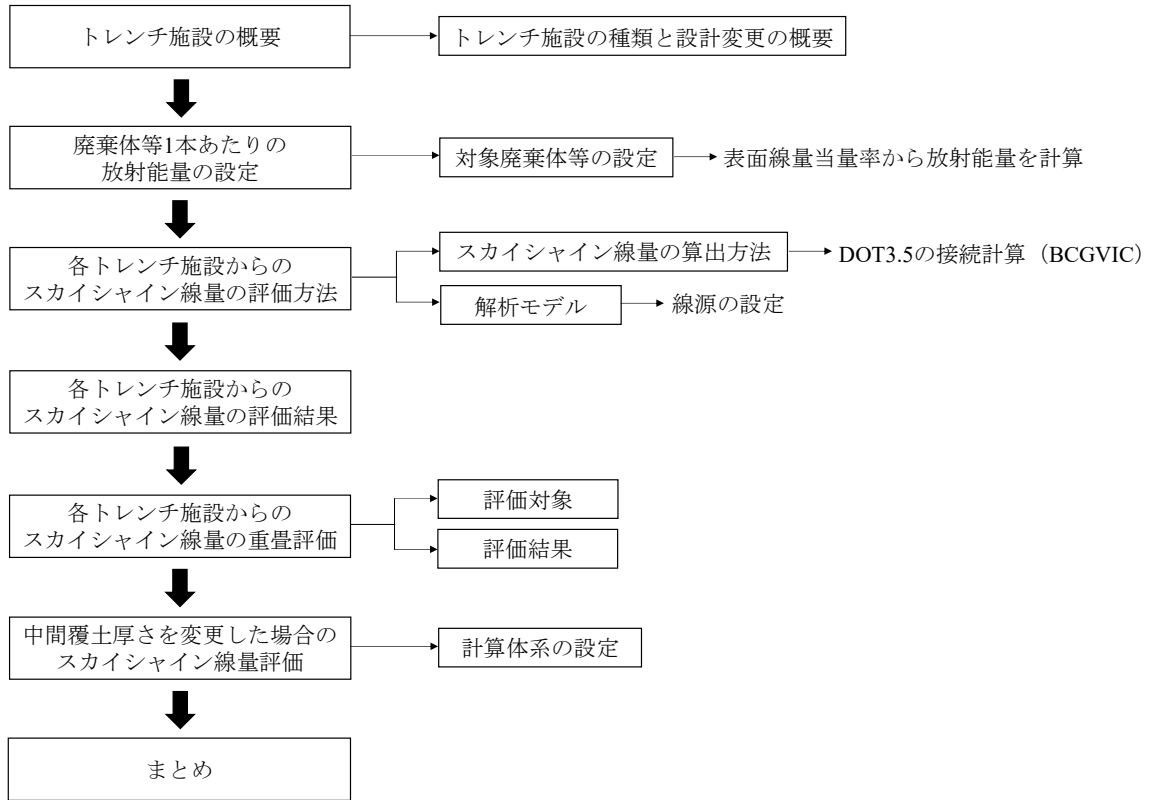 トレンチ施設の概要
トレンチ施設の種類と設計変更の概要
廃棄体等1本あたりの
放射能量の設定
対象廃棄体等の設定
表面線量当量率から放射能量を計算
各トレンチ施設からの
スカイシャイン線量の評価方法
スカイシャイン線量の算出方法
DOT3.5の接続計算（BCGVIC）
解析モデル
線源の設定
各トレンチ施設からの
スカイシャイン線量の評価結果
各トレンチ施設からの
スカイシャイン線量の重畳評価
評価対象
評価結果
中間覆土厚さを変更した場合の
スカイシャイン線量評価
計算体系の設定
まとめ